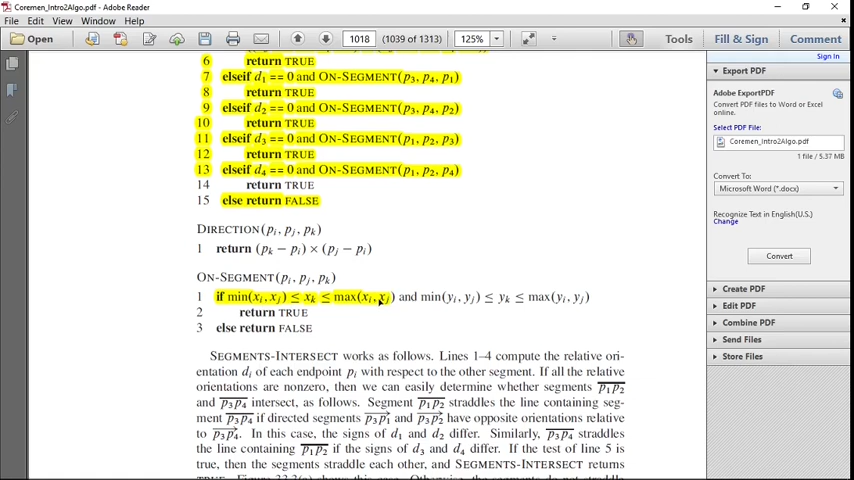 Coremen_Intro2Algo.pdf - Adobe Reader
File Edit View Window Help
Open 1018 (1039 of 1313) 125% Tools Fill & Sign Comment
Sign In
6 return TRUE
7 elseif d₁ == 0 and ON-SEGMENT(p₃, p₄, p₁)
8 return TRUE
9 elseif d₂ == 0 and ON-SEGMENT(p₃, p₄, p₂)
10 return TRUE
11 elseif d₃ == 0 and ON-SEGMENT(p₁, p₂, p₃)
12 return TRUE
13 elseif d₄ == 0 and ON-SEGMENT(p₁, p₂, p₄)
14 return TRUE
15 else return FALSE
DIRECTION(pᵢ, pⱼ, pₖ)
1 return (pₖ − pᵢ) × (pⱼ − pᵢ)
ON-SEGMENT(pᵢ, pⱼ, pₖ)
1 if min(xᵢ, xⱼ) ≤ xₖ ≤ max(xᵢ, xⱼ) and min(yᵢ, yⱼ) ≤ yₖ ≤ max(yᵢ, yⱼ)
2 return TRUE
3 else return FALSE
SEGMENTS-INTERSECT works as follows. Lines 1–4 compute the relative ori-
entation dᵢ of each endpoint pᵢ with respect to the other segment. If all the relative
orientations are nonzero, then we can easily determine whether segments p₁p₂
and p₃p₄ intersect, as follows. Segment p₁p₂ straddles the line containing seg-
ment p₃p₄ if directed segments p₃p₁ and p₃p₂ have opposite orientations relative
to p₃p₄. In this case, the signs of d₁ and d₂ differ. Similarly, p₃p₄ straddles
the line containing p₁p₂ if the signs of d₃ and d₄ differ. If the test of line 5 is
true, then the segments straddle each other, and SEGMENTS-INTERSECT returns
Export PDF
Adobe ExportPDF
Convert PDF files to Word or Excel
online.
Select PDF File:
Coremen_Intro2Algo.pdf
1 file / 5.37 MB
Convert To:
Microsoft Word (*.docx)
Recognize Text in English(U.S.)
Change
Convert
Create PDF
Edit PDF
Combine PDF
Send Files
Store Files